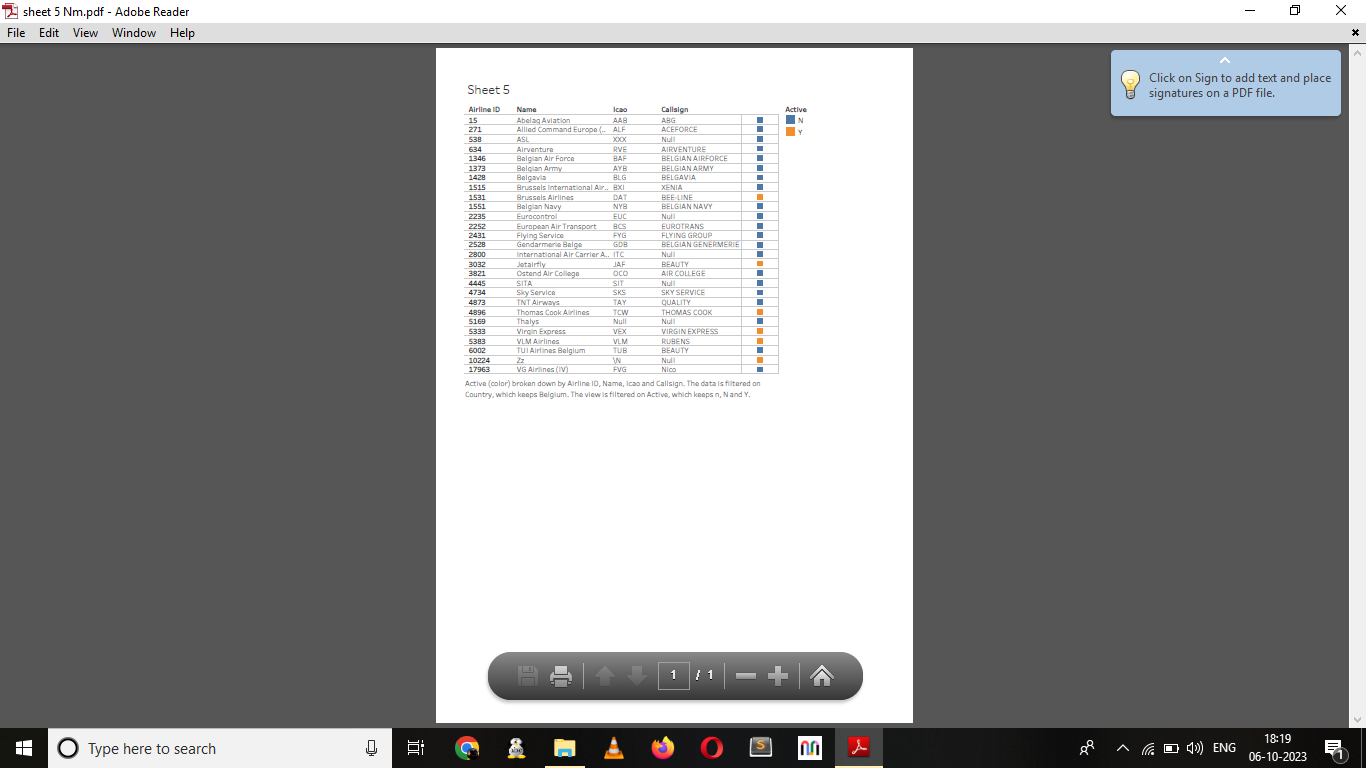 sheet 5 Nm.pdf - Adobe Reader
File Edit View Window Help
Click on Sign to add text and place
signatures on a PDF file.
Sheet 5
Airline ID Name Icao Callsign Active
15 Abelag Aviation AAB ABG N
271 Allied Command Europe (.. ALF ACEFORCE Y
538 ASL XXX Null
634 Airventure RVE AIRVENTURE
1346 Belgian Air Force BAF BELGIAN AIRFORCE
1373 Belgian Army AYB BELGIAN ARMY
1428 Belgavia BLG BELGAVIA
1515 Brussels International Air.. BXI XENIA
1531 Brussels Airlines DAT BEE-LINE
1551 Belgian Navy NYB BELGIAN NAVY
2235 Eurocontrol EUC Null
2252 European Air Transport BCS EUROTRANS
2431 Flying Service FYG FLYING GROUP
2528 Gendarmerie Belge GDB BELGIAN GENERMERIE
2800 International Air Carrier A.. ITC Null
3032 Jetairfly JAF BEAUTY
3821 Ostend Air College OCO AIR COLLEGE
4445 SITA SIT Null
4734 Sky Service SKS SKY SERVICE
4873 TNT Airways TAY QUALITY
4896 Thomas Cook Airlines TCW THOMAS COOK
5169 Thalys Null Null
5333 Virgin Express VEX VIRGIN EXPRESS
5383 VLM Airlines VLM RUBENS
6002 TUI Airlines Belgium TUB BEAUTY
10224 Zz \N Null
17963 VG Airlines (IV) FVG Nico
Active (color) broken down by Airline ID, Name, Icao and Callsign. The data is filtered on
Country, which keeps Belgium. The view is filtered on Active, which keeps n, N and Y.
1 / 1
Type here to search
ENG
18:19
06-10-2023
1